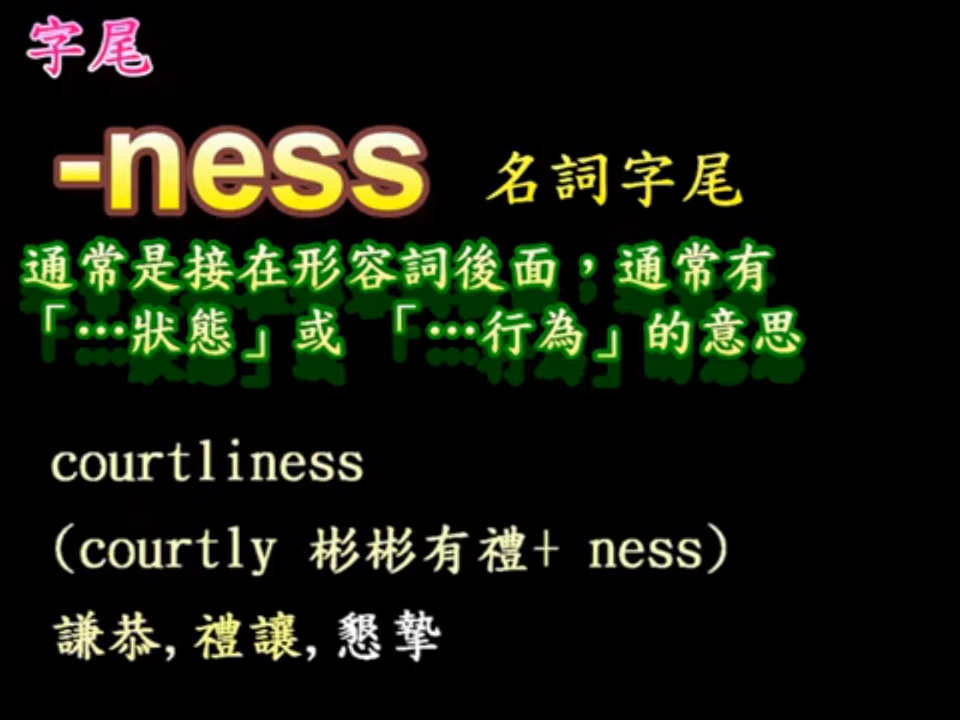 字尾
-ness 名詞字尾
通常是接在形容詞後面，通常有
「…狀態」或 「…行為」的意思
courtliness
(courtly 彬彬有禮+ ness)
謙恭,禮讓,懇摯